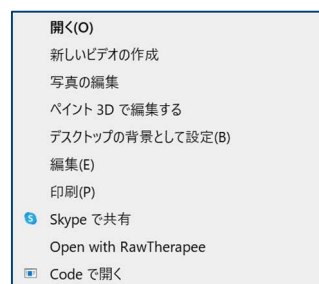 開く(O)
新しいビデオの作成
写真の編集
ペイント 3D で編集する
デスクトップの背景として設定(B)
編集(E)
印刷(P)
Skype で共有
Open with RawTherapee
Code で開く